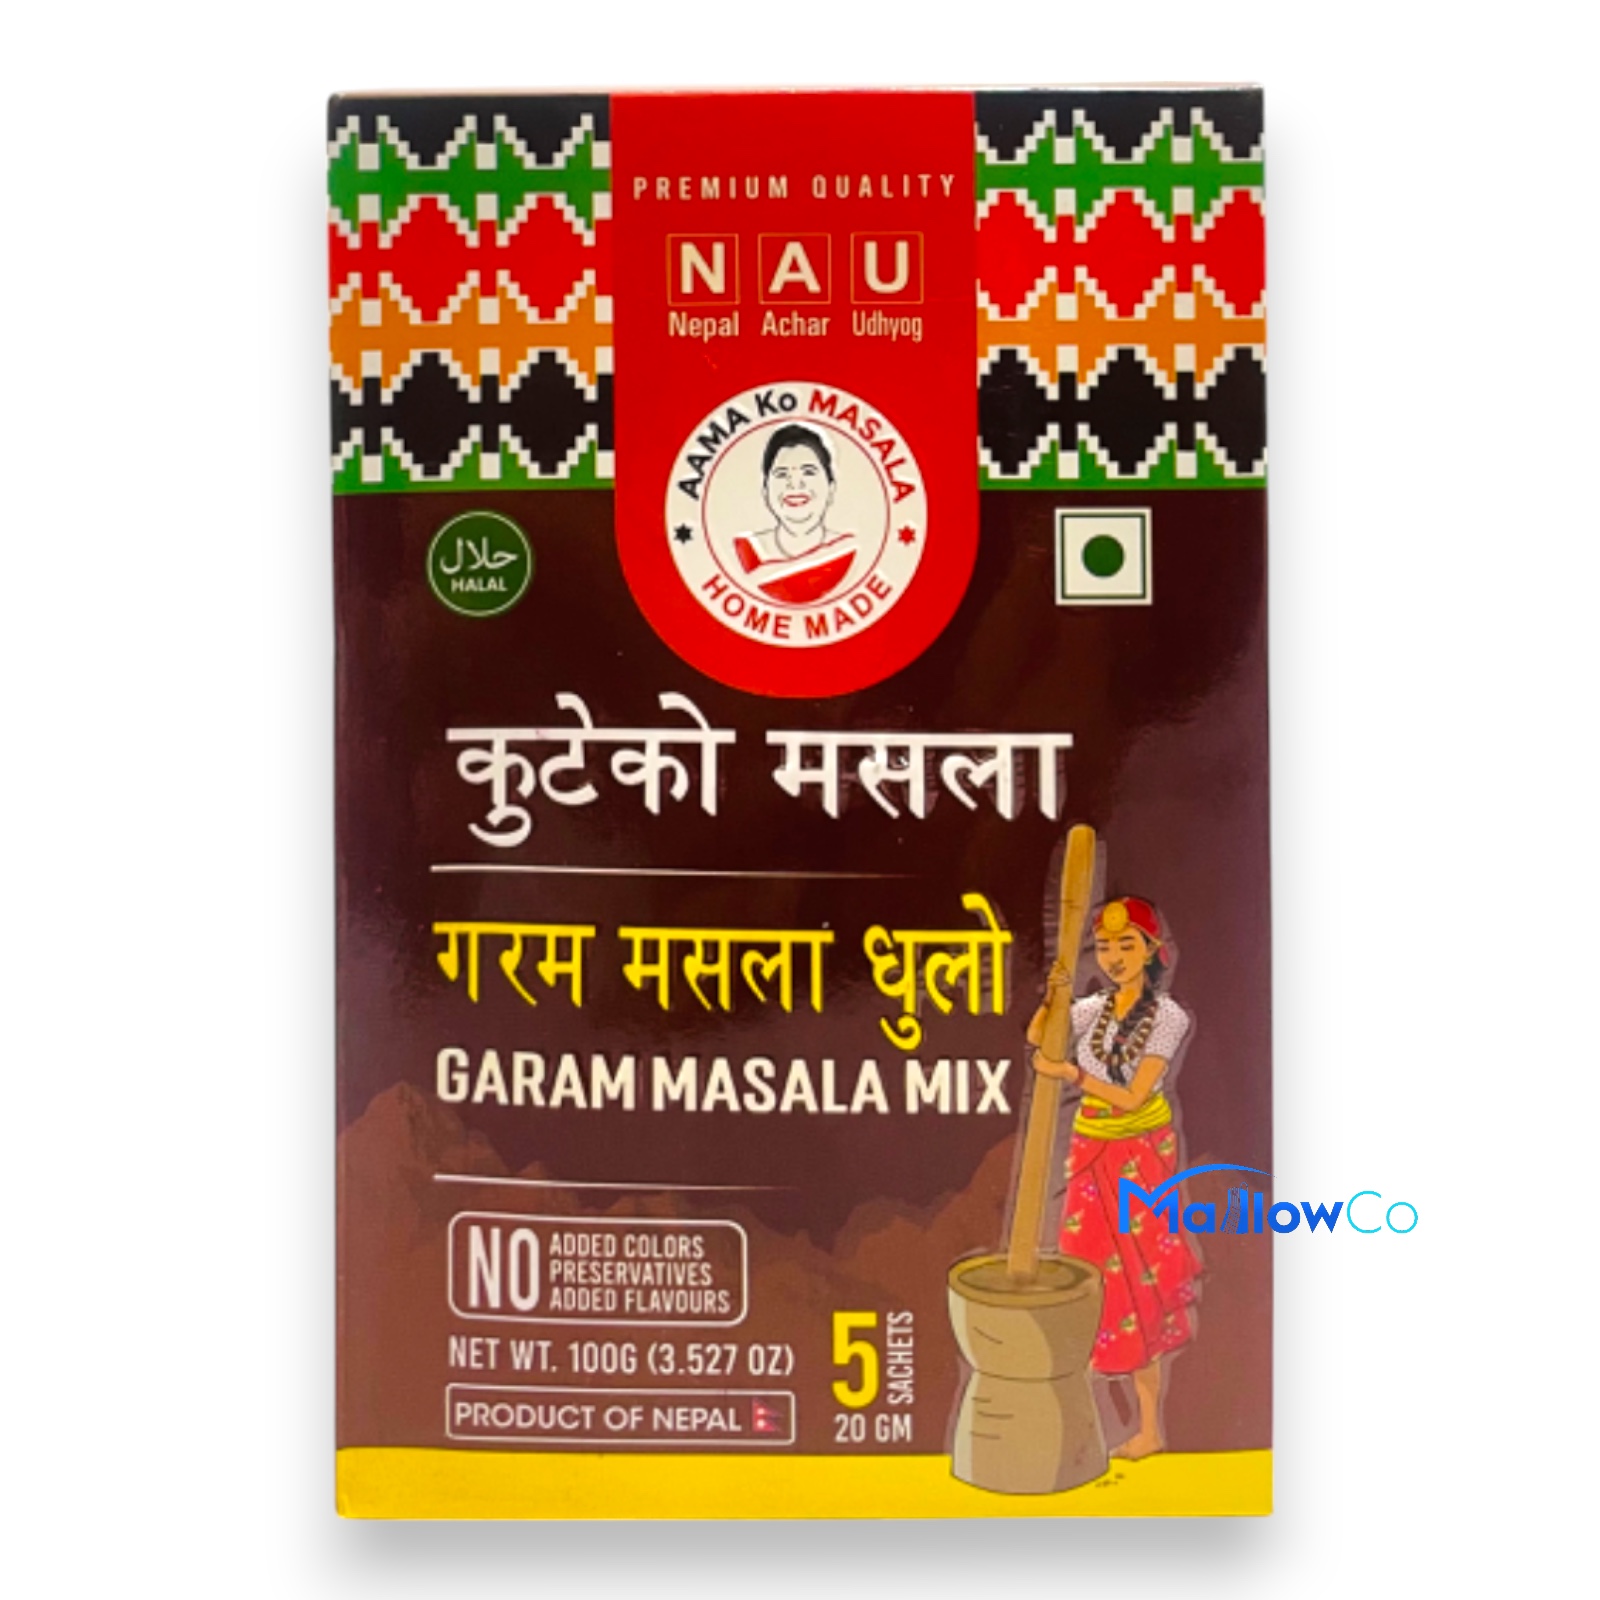 PREMIUM QUALITY
N A U
Nepal Achar Udhyog
AAMA Ko MASALA
HOME MADE
حلال
HALAL
कुटेको मसला
गरम मसला धुलो
GARAM MASALA MIX
NO ADDED COLORS
PRESERVATIVES
ADDED FLAVOURS
NET WT. 100G (3.527 OZ)
5 SACHETS
20 GM
PRODUCT OF NEPAL
MallowCo